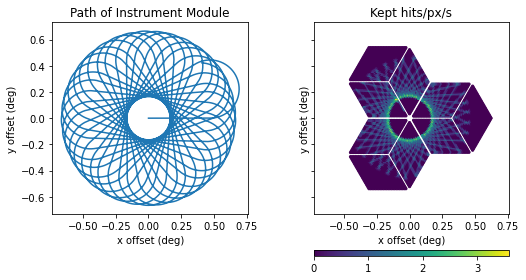 Path of Instrument Module
y offset (deg)
0.6
0.4
0.2
0.0
−0.2
−0.4
−0.6
−0.75 −0.50 −0.25 0.00 0.25 0.50 0.75
x offset (deg)
Kept hits/px/s
y offset (deg)
−0.50 −0.25 0.00 0.25 0.50 0.75
x offset (deg)
0 1 2 3